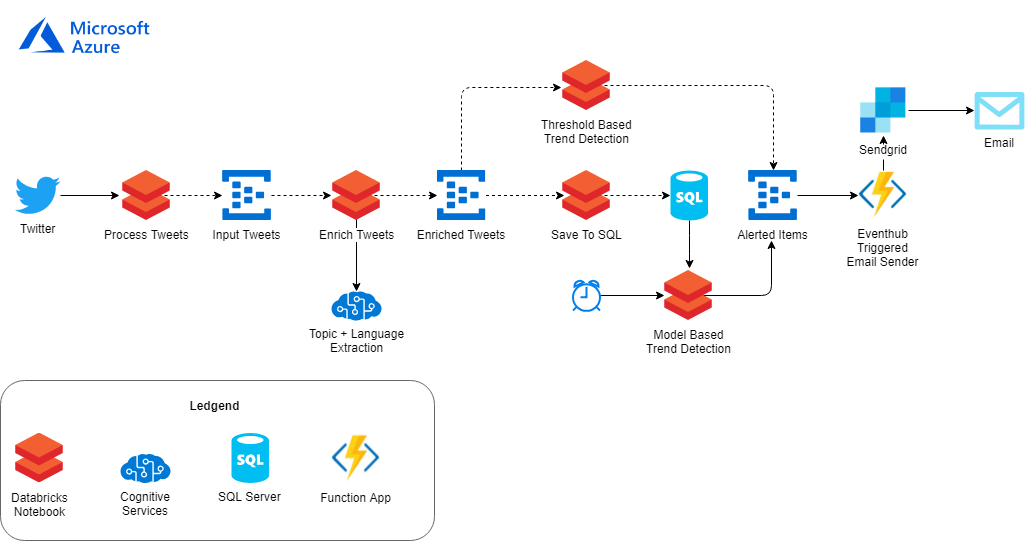 Microsoft
Azure
Threshold Based
Trend Detection
Sendgrid
Email
Twitter
Process Tweets
Input Tweets
Enrich Tweets
Enriched Tweets
Save To SQL
SQL
Alerted Items
Eventhub
Triggered
Email Sender
Topic + Language
Extraction
Model Based
Trend Detection
Ledgend
SQL
Databricks
Notebook
Cognitive
Services
SQL Server
Function App